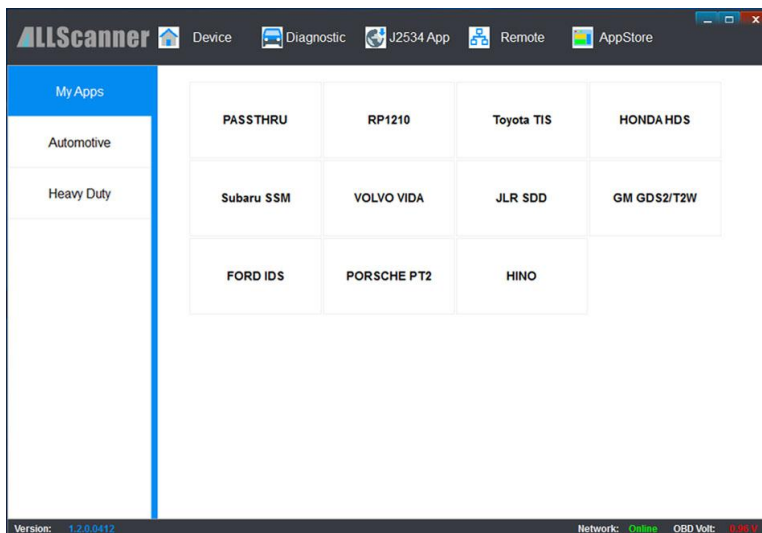 ALLScanner Device Diagnostic J2534 App Remote AppStore
My Apps
Automotive
Heavy Duty
PASSTHRU RP1210 Toyota TIS HONDA HDS
Subaru SSM VOLVO VIDA JLR SDD GM GDS2/T2W
FORD IDS PORSCHE PT2 HINO
Version: 1.2.0.0412 Network: Online OBD Volt: 0.96 V